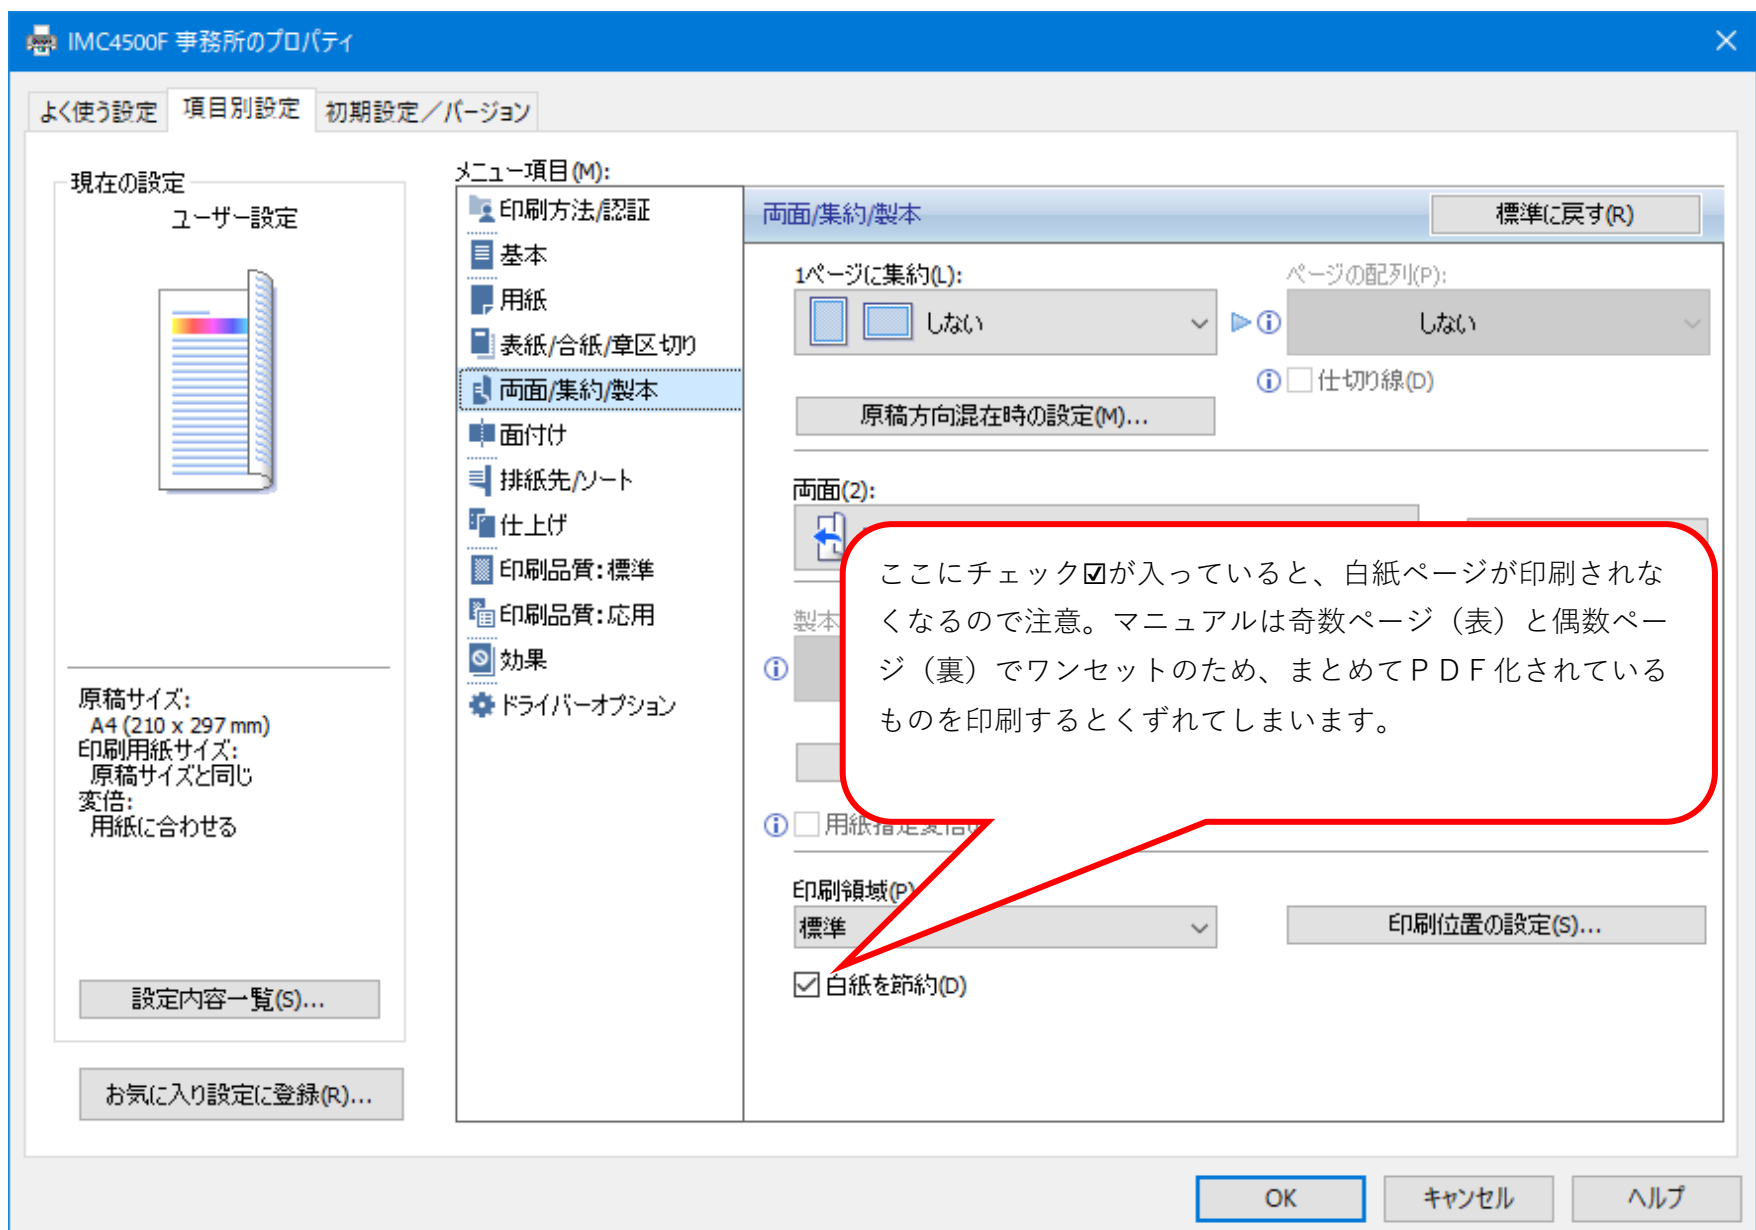 IMC4500F 事務所のプロパティ
よく使う設定 項目別設定 初期設定／バージョン
現在の設定
ユーザー設定
原稿サイズ:
A4 (210 x 297 mm)
印刷用紙サイズ:
原稿サイズと同じ
変倍:
用紙に合わせる
設定内容一覧(S)...
お気に入り設定に登録(R)...
メニュー項目(M):
印刷方法/認証
基本
用紙
表紙/合紙/章区切り
両面/集約/製本
面付け
排紙先/ソート
仕上げ
印刷品質:標準
印刷品質:応用
効果
ドライバーオプション
両面/集約/製本
標準に戻す(R)
1ページに集約(L):
しない
ページの配列(P):
しない
仕切り線(D)
原稿方向混在時の設定(M)...
両面(2):
製本
ここにチェック☑が入っていると、白紙ページが印刷されな
くなるので注意。マニュアルは奇数ページ（表）と偶数ペー
ジ（裏）でワンセットのため、まとめてＰＤＦ化されている
ものを印刷するとくずれてしまいます。
用紙指定変倍
印刷領域(P)
標準
印刷位置の設定(S)...
白紙を節約(D)
OK
キャンセル
ヘルプ